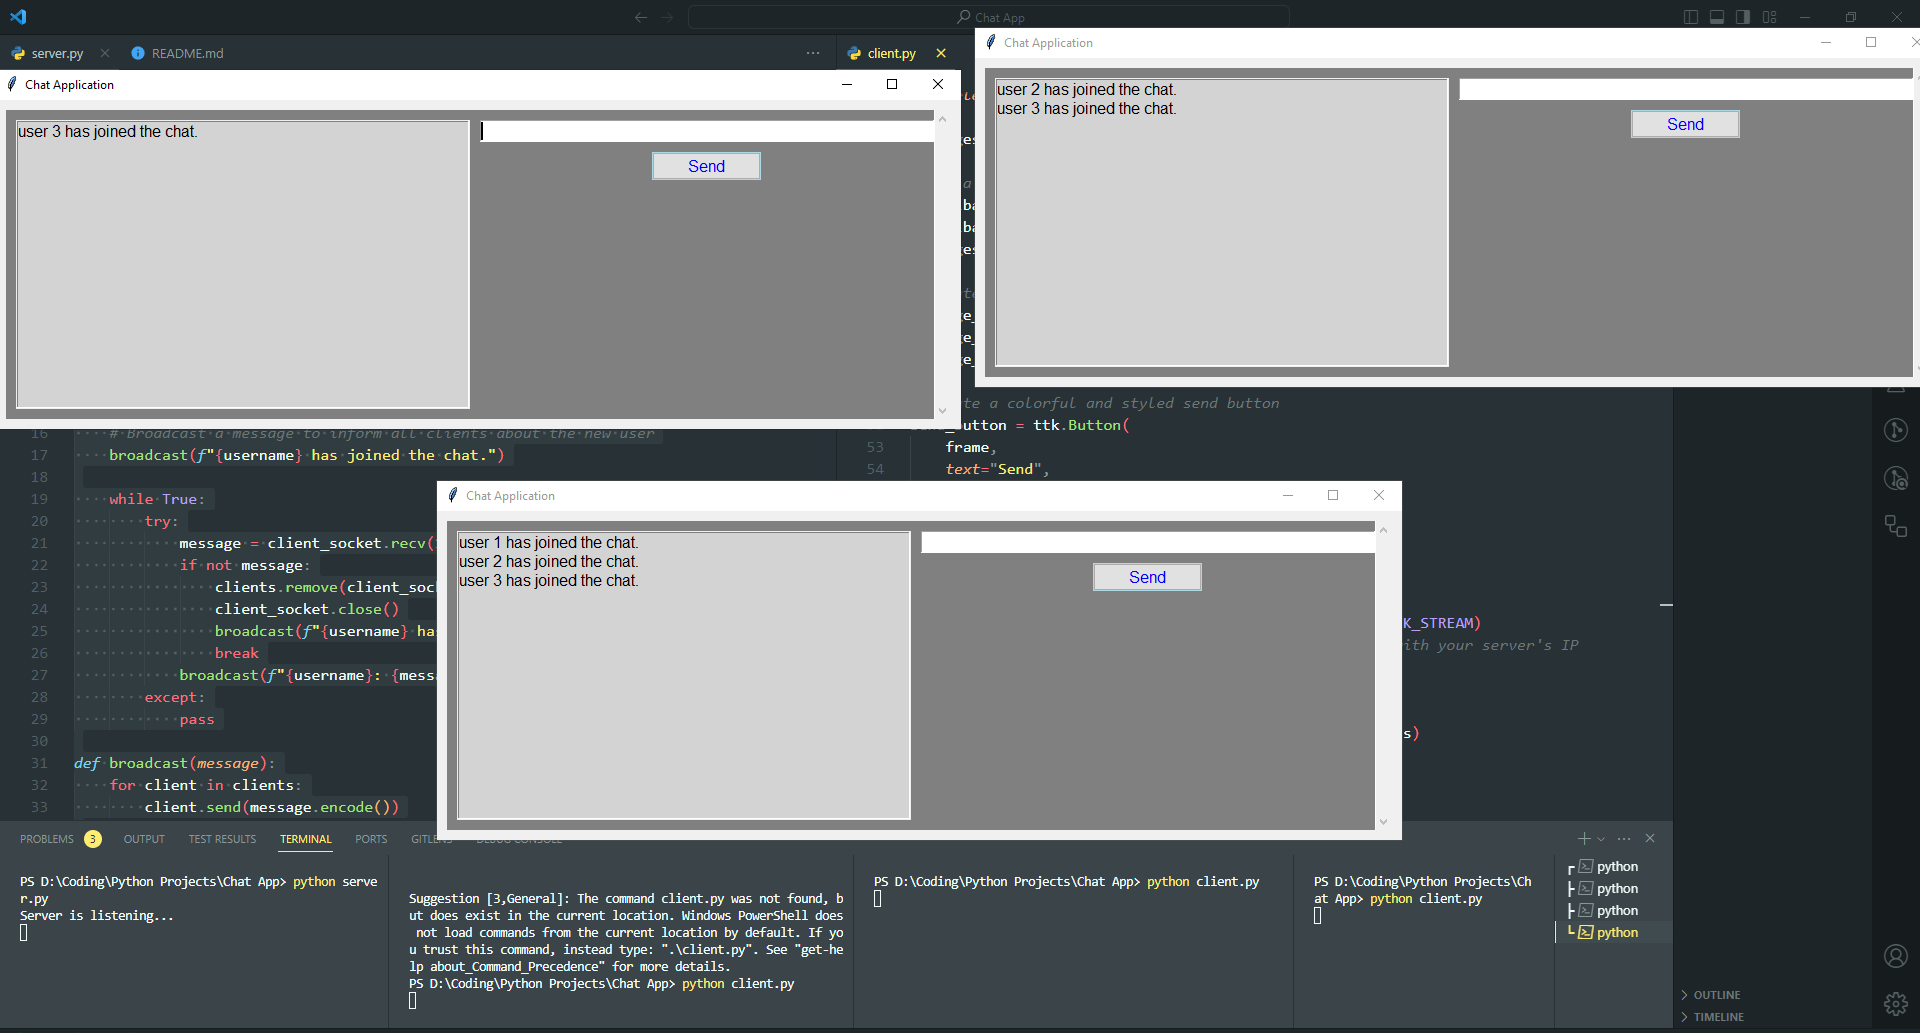 Chat App
server.py
README.md
client.py
Chat Application
user 3 has joined the chat.
Send
Chat Application
user 2 has joined the chat.
user 3 has joined the chat.
Send
16 # Broadcast a message to inform all clients about the new user
17 broadcast(f"{username} has joined the chat.")
18
19 while True:
20 try:
21 message = client_socket.recv(
22 if not message:
23 clients.remove(client_soc
24 client_socket.close()
25 broadcast(f"{username} ha
26 break
27 broadcast(f"{username}: {messa
28 except:
29 pass
30
31 def broadcast(message):
32 for client in clients:
33 client.send(message.encode())
te a colorful and styled send button
button = ttk.Button(
53 frame,
54 text="Send",
K_STREAM)
with your server's IP
s)
Chat Application
user 1 has joined the chat.
user 2 has joined the chat.
user 3 has joined the chat.
Send
PROBLEMS 3 OUTPUT TEST RESULTS TERMINAL PORTS GITLENS DEBUG CONSOLE
PS D:\Coding\Python Projects\Chat App> python serve
r.py
Server is listening...
Suggestion [3,General]: The command client.py was not found, b
ut does exist in the current location. Windows PowerShell does
not load commands from the current location by default. If yo
u trust this command, instead type: ".\client.py". See "get-he
lp about_Command_Precedence" for more details.
PS D:\Coding\Python Projects\Chat App> python client.py
PS D:\Coding\Python Projects\Chat App> python client.py
PS D:\Coding\Python Projects\Ch
at App> python client.py
python
python
python
python
OUTLINE
TIMELINE